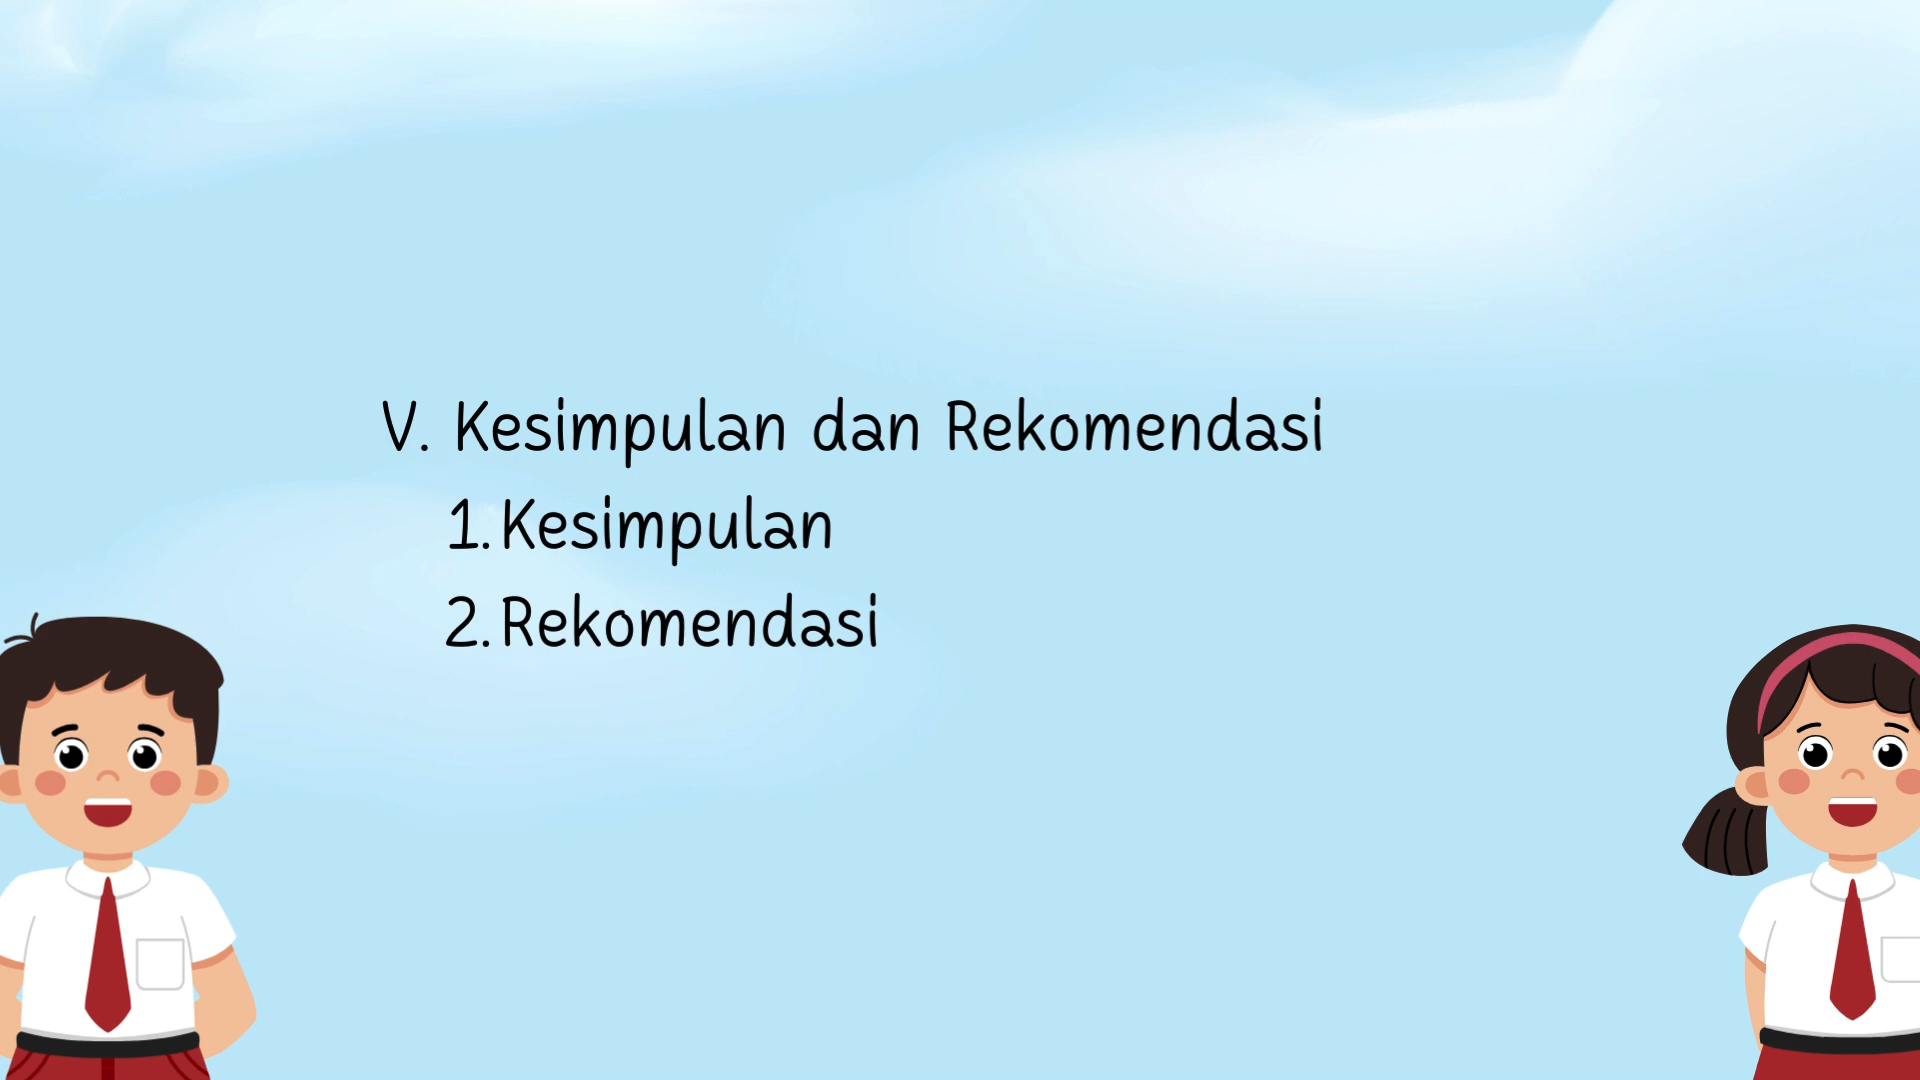 V. Kesimpulan dan Rekomendasi
1. Kesimpulan
2. Rekomendasi